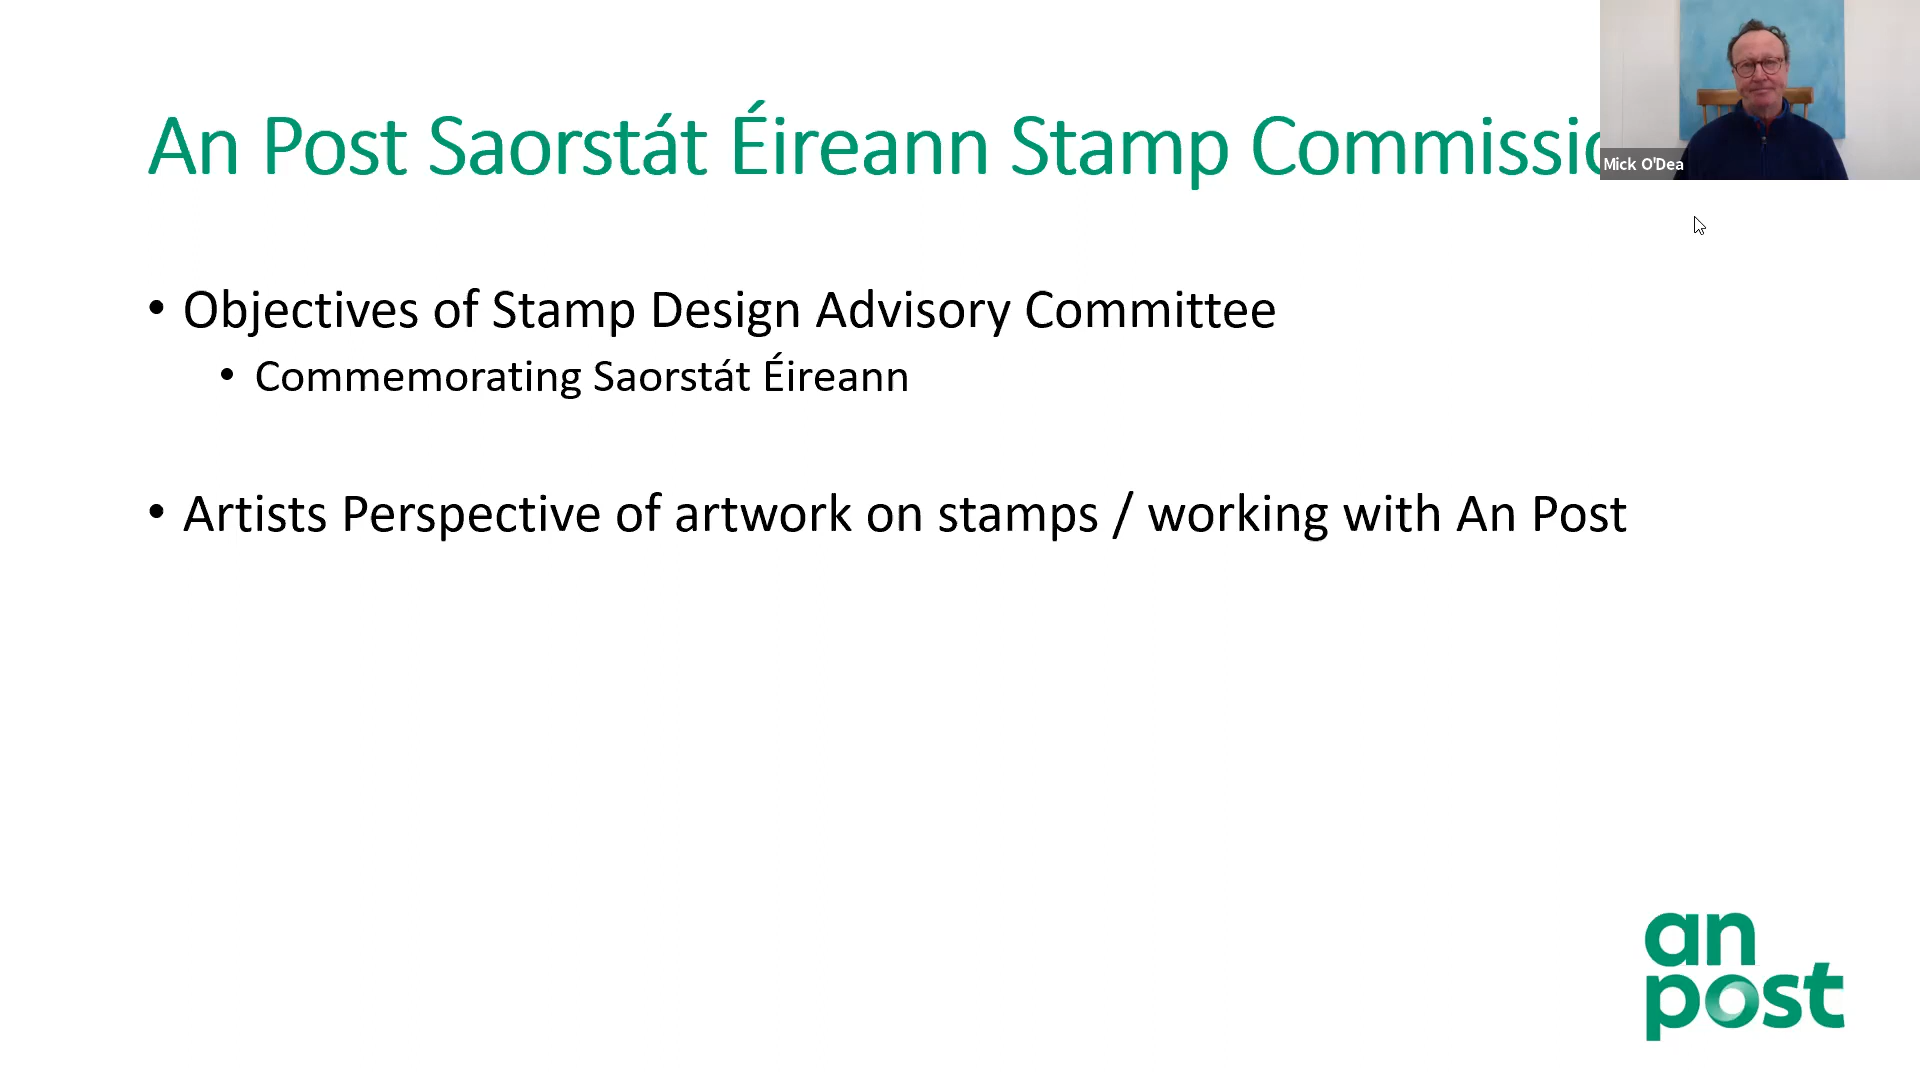 An Post Saorstát Éireann Stamp Commissio
Mick O'Dea
• Objectives of Stamp Design Advisory Committee
• Commemorating Saorstát Éireann
• Artists Perspective of artwork on stamps / working with An Post
an
post